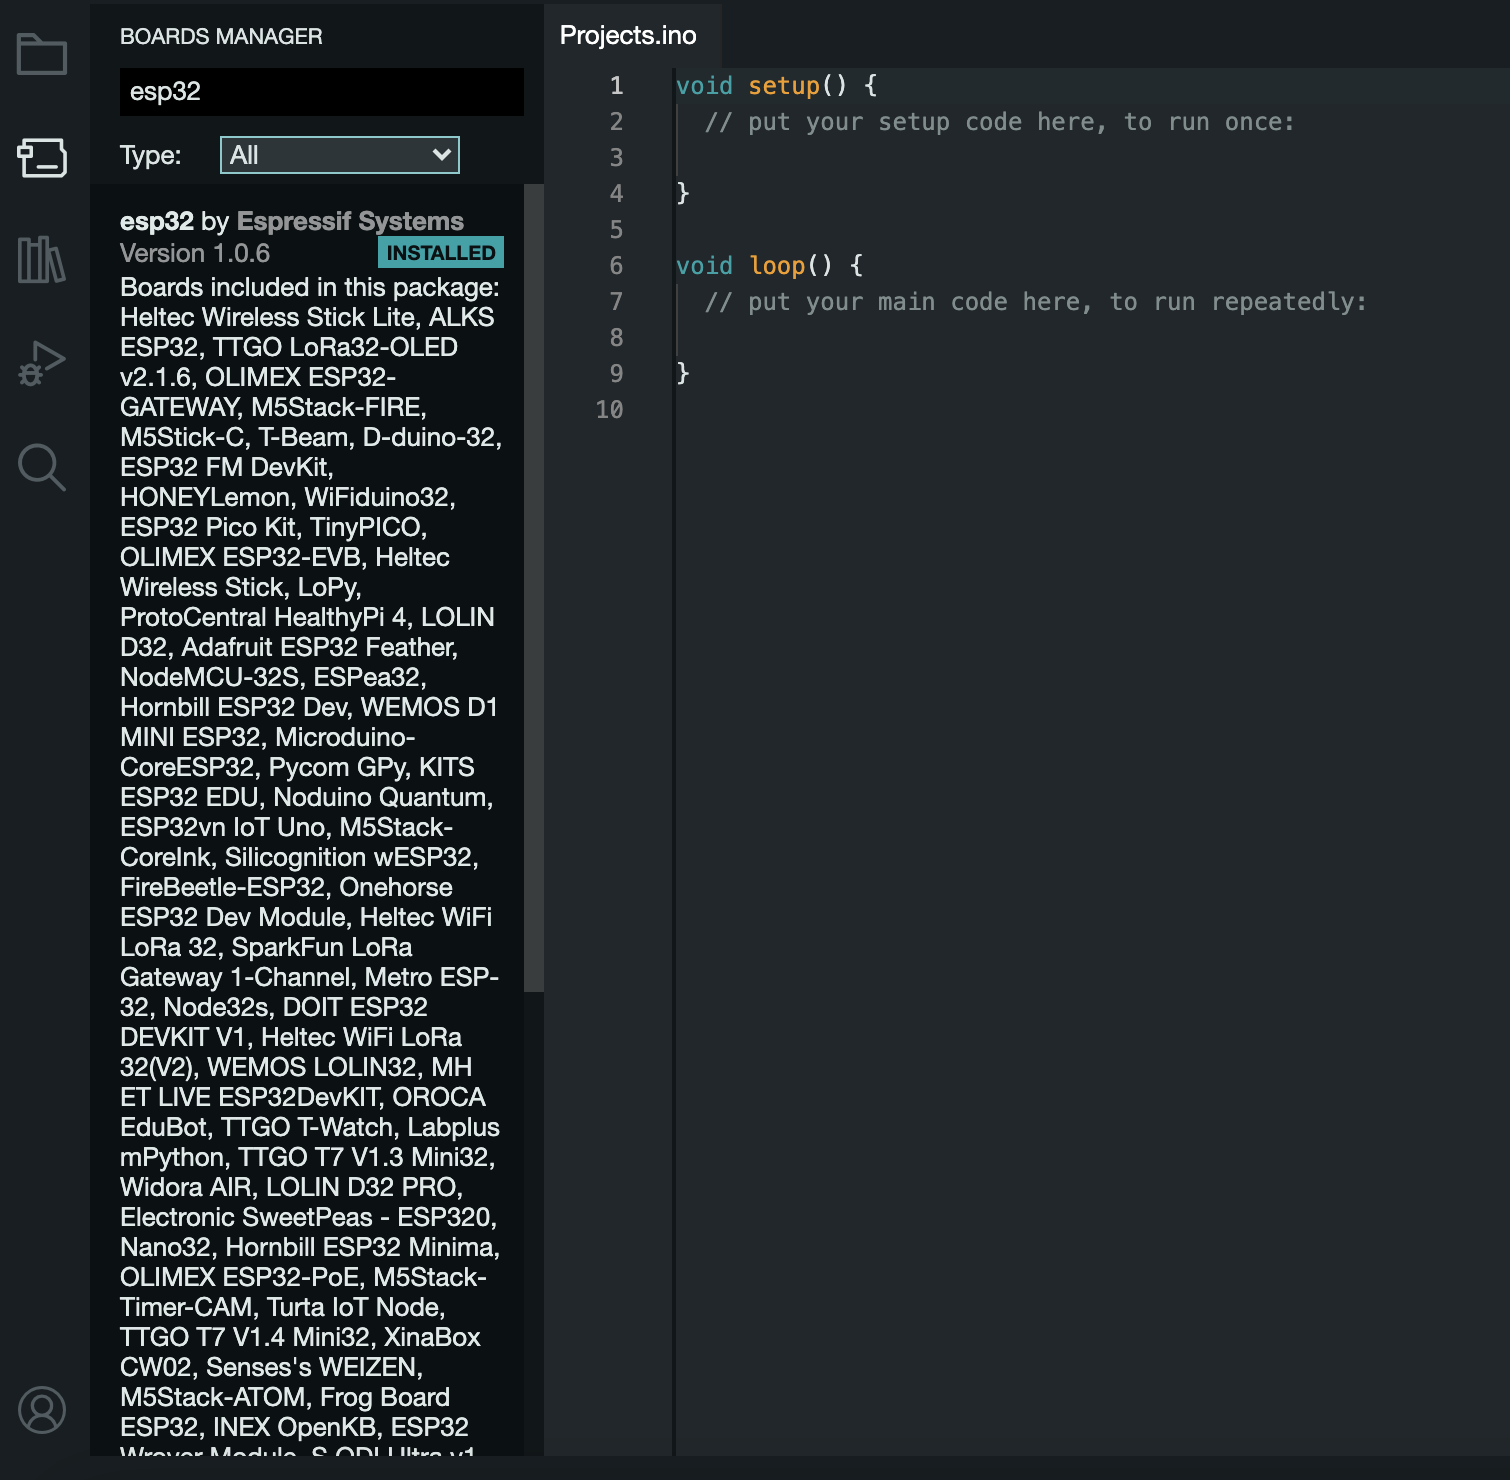 BOARDS MANAGER
esp32
Type: All
esp32 by Espressif Systems
Version 1.0.6 INSTALLED
Boards included in this package:
Heltec Wireless Stick Lite, ALKS
ESP32, TTGO LoRa32-OLED
v2.1.6, OLIMEX ESP32-
GATEWAY, M5Stack-FIRE,
M5Stick-C, T-Beam, D-duino-32,
ESP32 FM DevKit,
HONEYLemon, WiFiduino32,
ESP32 Pico Kit, TinyPICO,
OLIMEX ESP32-EVB, Heltec
Wireless Stick, LoPy,
ProtoCentral HealthyPi 4, LOLIN
D32, Adafruit ESP32 Feather,
NodeMCU-32S, ESPea32,
Hornbill ESP32 Dev, WEMOS D1
MINI ESP32, Microduino-
CoreESP32, Pycom GPy, KITS
ESP32 EDU, Noduino Quantum,
ESP32vn IoT Uno, M5Stack-
CoreInk, Silicognition wESP32,
FireBeetle-ESP32, Onehorse
ESP32 Dev Module, Heltec WiFi
LoRa 32, SparkFun LoRa
Gateway 1-Channel, Metro ESP-
32, Node32s, DOIT ESP32
DEVKIT V1, Heltec WiFi LoRa
32(V2), WEMOS LOLIN32, MH
ET LIVE ESP32DevKIT, OROCA
EduBot, TTGO T-Watch, Labplus
mPython, TTGO T7 V1.3 Mini32,
Widora AIR, LOLIN D32 PRO,
Electronic SweetPeas - ESP320,
Nano32, Hornbill ESP32 Minima,
OLIMEX ESP32-PoE, M5Stack-
Timer-CAM, Turta IoT Node,
TTGO T7 V1.4 Mini32, XinaBox
CW02, Senses's WEIZEN,
M5Stack-ATOM, Frog Board
ESP32, INEX OpenKB, ESP32
Wrover Module, S.ODI Ultra v1
Projects.ino
1 void setup() {
2 // put your setup code here, to run once:
3
4 }
5
6 void loop() {
7 // put your main code here, to run repeatedly:
8
9 }
10